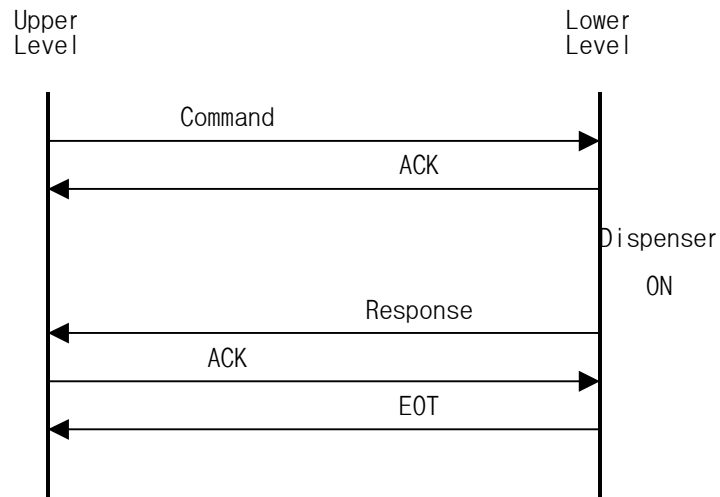 Upper
Level
Lower
Level
Command
ACK
Dispenser
ON
Response
ACK
EOT